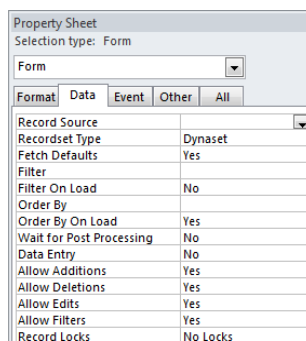 Property Sheet
Selection type: Form
Form
Format Data Event Other All
Record Source
Recordset Type Dynaset
Fetch Defaults Yes
Filter
Filter On Load No
Order By
Order By On Load Yes
Wait for Post Processing No
Data Entry No
Allow Additions Yes
Allow Deletions Yes
Allow Edits Yes
Allow Filters Yes
Record Locks No Locks